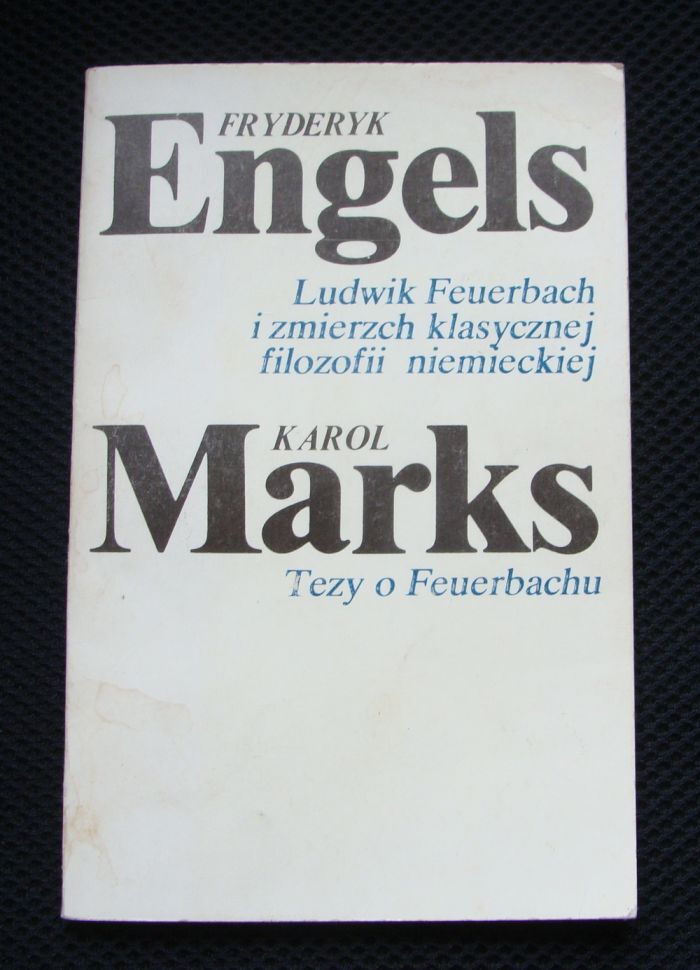 FRYDERYK
Engels
Ludwik Feuerbach
i zmierzch klasycznej
filozofii niemieckiej
KAROL
Marks
Tezy o Feuerbachu